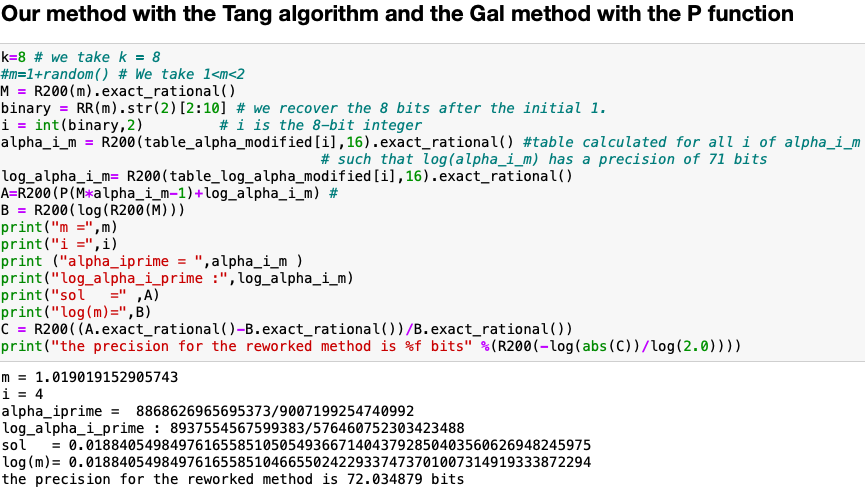 Our method with the Tang algorithm and the Gal method with the P function
k=8 # we take k = 8
#m=1+random() # We take 1<m<2
M = R200(m).exact_rational()
binary = RR(m).str(2)[2:10] # we recover the 8 bits after the initial 1.
i = int(binary,2)         # i is the 8-bit integer
alpha_i_m = R200(table_alpha_modified[i],16).exact_rational() #table calculated for all i of alpha_i_m
# such that log(alpha_i_m) has a precision of 71 bits
log_alpha_i_m= R200(table_log_alpha_modified[i],16).exact_rational()
A=R200(P(M*alpha_i_m-1)+log_alpha_i_m) #
B = R200(log(R200(M)))
print("m =",m)
print("i =",i)
print ("alpha_iprime = ",alpha_i_m )
print("log_alpha_i_prime :",log_alpha_i_m)
print("sol   =" ,A)
print("log(m)=",B)
C = R200((A.exact_rational()-B.exact_rational())/B.exact_rational())
print("the precision for the reworked method is %f bits" %(R200(-log(abs(C))/log(2.0))))
m = 1.019019152905743
i = 4
alpha_iprime =  8868626965695373/9007199254740992
log_alpha_i_prime : 8937554567599383/576460752303423488
sol   = 0.018840549849761655851050549366714043792850403560626948245975
log(m)= 0.018840549849761655851046655024229337473701007314919333872294
the precision for the reworked method is 72.034879 bits